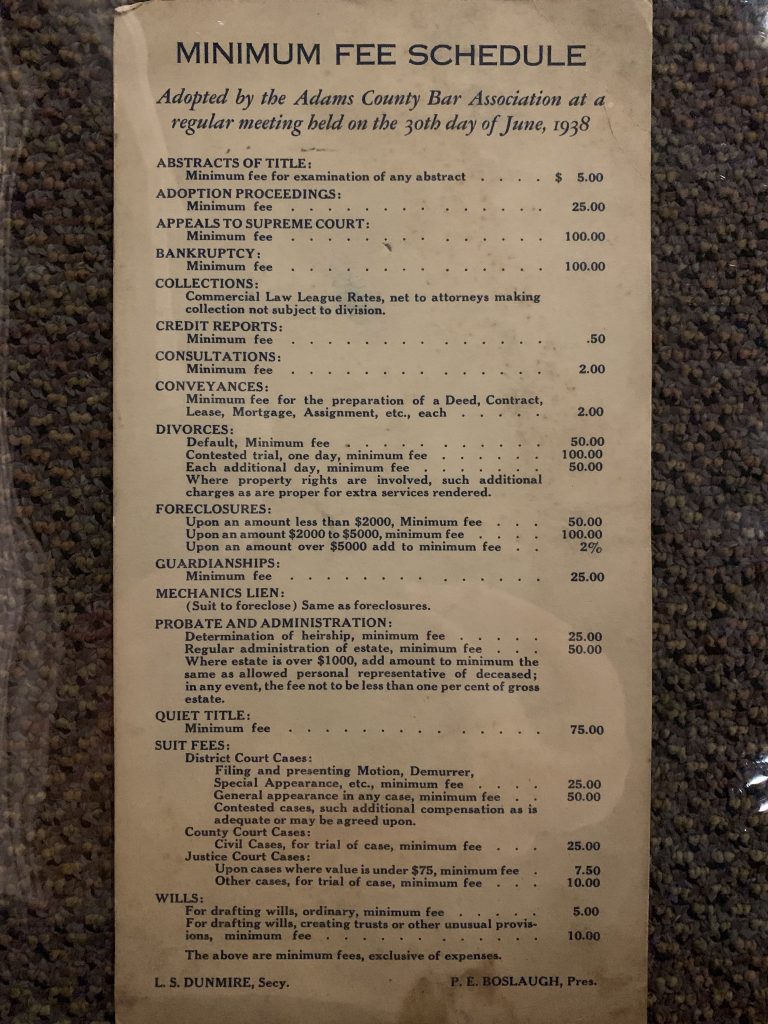 MINIMUM FEE SCHEDULE
Adopted by the Adams County Bar Association at a
regular meeting held on the 30th day of June, 1938
ABSTRACTS OF TITLE:
Minimum fee for examination of any abstract . . . . $ 5.00
ADOPTION PROCEEDINGS:
Minimum fee . . . . . . . . . . . . . 25.00
APPEALS TO SUPREME COURT:
Minimum fee . . . . . . . . . . . . . 100.00
BANKRUPTCY:
Minimum fee . . . . . . . . . . . . . 100.00
COLLECTIONS:
Commercial Law League Rates, net to attorneys making
collection not subject to division.
CREDIT REPORTS:
Minimum fee . . . . . . . . . . . . . .50
CONSULTATIONS:
Minimum fee . . . . . . . . . . . . . 2.00
CONVEYANCES:
Minimum fee for the preparation of a Deed, Contract,
Lease, Mortgage, Assignment, etc., each . . . . . 2.00
DIVORCES:
Default, Minimum fee . . . . . . . . . . . 50.00
Contested trial, one day, minimum fee . . . . . . 100.00
Each additional day, minimum fee . . . . . . . 50.00
Where property rights are involved, such additional
charges as are proper for extra services rendered.
FORECLOSURES:
Upon an amount less than $2000, Minimum fee . . . 50.00
Upon an amount $2000 to $5000, minimum fee . . . . 100.00
Upon an amount over $5000 add to minimum fee . . 2%
GUARDIANSHIPS:
Minimum fee . . . . . . . . . . . . . 25.00
MECHANICS LIEN:
(Suit to foreclose) Same as foreclosures.
PROBATE AND ADMINISTRATION:
Determination of heirship, minimum fee . . . . . 25.00
Regular administration of estate, minimum fee . . . 50.00
Where estate is over $1000, add amount to minimum the
same as allowed personal representative of deceased;
in any event, the fee not to be less than one per cent of gross
estate.
QUIET TITLE:
Minimum fee . . . . . . . . . . . . . 75.00
SUIT FEES:
District Court Cases:
Filing and presenting Motion, Demurrer,
Special Appearance, etc., minimum fee . . . . 25.00
General appearance in any case, minimum fee . . 50.00
Contested cases, such additional compensation as is
adequate or may be agreed upon.
County Court Cases:
Civil Cases, for trial of case, minimum fee . . . 25.00
Justice Court Cases:
Upon cases where value is under $75, minimum fee . 7.50
Other cases, for trial of case, minimum fee . . . 10.00
WILLS:
For drafting wills, ordinary, minimum fee . . . . . 5.00
For drafting wills, creating trusts or other unusual provis-
ions, minimum fee . . . . . . . . . . . 10.00
The above are minimum fees, exclusive of expenses.
L. S. DUNMIRE, Secy. P. E. BOSLAUGH, Pres.